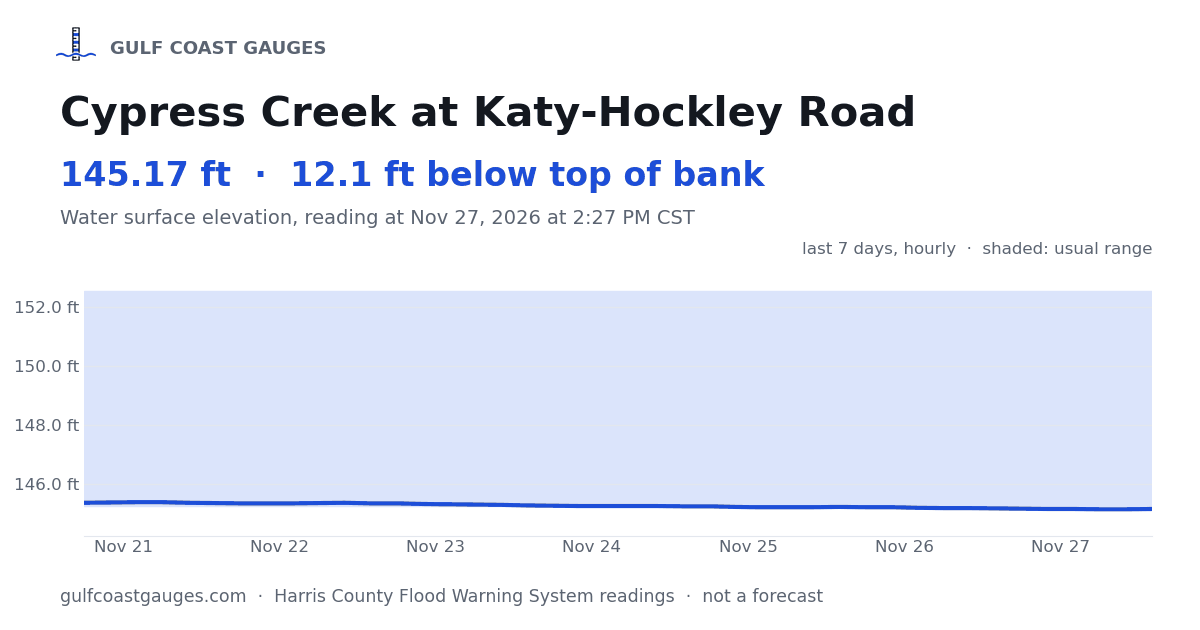 GULF COAST GAUGES
Cypress Creek at Katy-Hockley Road
145.17 ft · 12.1 ft below top of bank
Water surface elevation, reading at Nov 27, 2026 at 2:27 PM CST
last 7 days, hourly · shaded: usual range
152.0 ft
150.0 ft
148.0 ft
146.0 ft
Nov 21 Nov 22 Nov 23 Nov 24 Nov 25 Nov 26 Nov 27
gulfcoastgauges.com · Harris County Flood Warning System readings · not a forecast